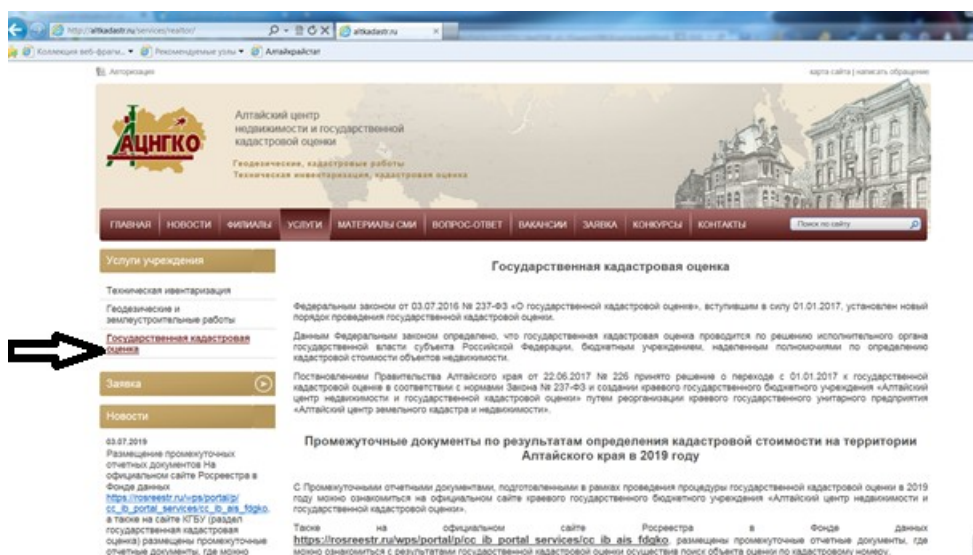 http://altkadastr.ru/services/realtor/
altkadastr.ru
Коллекция веб-фрагм...
Рекомендуемые узлы
Алтайкрайстат
Авторизация
карта сайта | написать обращение
АЦНГКО
Алтайский центр
недвижимости и государственной
кадастровой оценки
Геодезические, кадастровые работы
Техническая инвентаризация, кадастровая оценка
ГЛАВНАЯ НОВОСТИ ФИЛИАЛЫ УСЛУГИ МАТЕРИАЛЫ СМИ ВОПРОС-ОТВЕТ ВАКАНСИИ ЗАЯВКА КОНКУРСЫ КОНТАКТЫ Поиск по сайту
Услуги учреждения
Техническая ивентаризация
Геодезические и
землеустроительные работы
Государственная кадастровая
оценка
Заявка
Новости
03.07.2019
Размещение промежуточных
отчетных документов На
официальном сайте Росреестра в
Фонде данных
https://rosreestr.ru/wps/portal/p/
cc_ib_portal_services/cc_ib_ais_fdgko,
а также на сайте КГБУ (раздел
государственная кадастровая
оценка) размещены промежуточные
отчетные документы, где можно
Государственная кадастровая оценка
Федеральным законом от 03.07.2016 № 237-ФЗ «О государственной кадастровой оценке», вступившим в силу 01.01.2017, установлен новый
порядок проведения государственной кадастровой оценки.
Данным Федеральным законом определено, что государственная кадастровая оценка проводится по решению исполнительного органа
государственной власти субъекта Российской Федерации, бюджетным учреждением, наделенным полномочиями по определению
кадастровой стоимости объектов недвижимости.
Постановлением Правительства Алтайского края от 22.06.2017 № 226 принято решение о переходе с 01.01.2017 к государственной
кадастровой оценке в соответствии с нормами Закона № 237-ФЗ и создании краевого государственного бюджетного учреждения «Алтайский
центр недвижимости и государственной кадастровой оценки» путем реорганизации краевого государственного унитарного предприятия
«Алтайский центр земельного кадастра и недвижимости».
Промежуточные документы по результатам определения кадастровой стоимости на территории
Алтайского края в 2019 году
С Промежуточными отчетными документами, подготовленными в рамках проведения процедуры государственной кадастровой оценки в 2019
году можно ознакомиться на официальном сайте краевого государственного бюджетного учреждения «Алтайский центр недвижимости и
государственной кадастровой оценки».
Также на официальном сайте Росреестра в Фонде данных
https://rosreestr.ru/wps/portal/p/cc_ib_portal_services/cc_ib_ais_fdgko, размещены промежуточные отчетные документы, где
можно ознакомиться с результатами государственной кадастровой оценки осуществив поиск объекта оценки по кадастровому номеру.